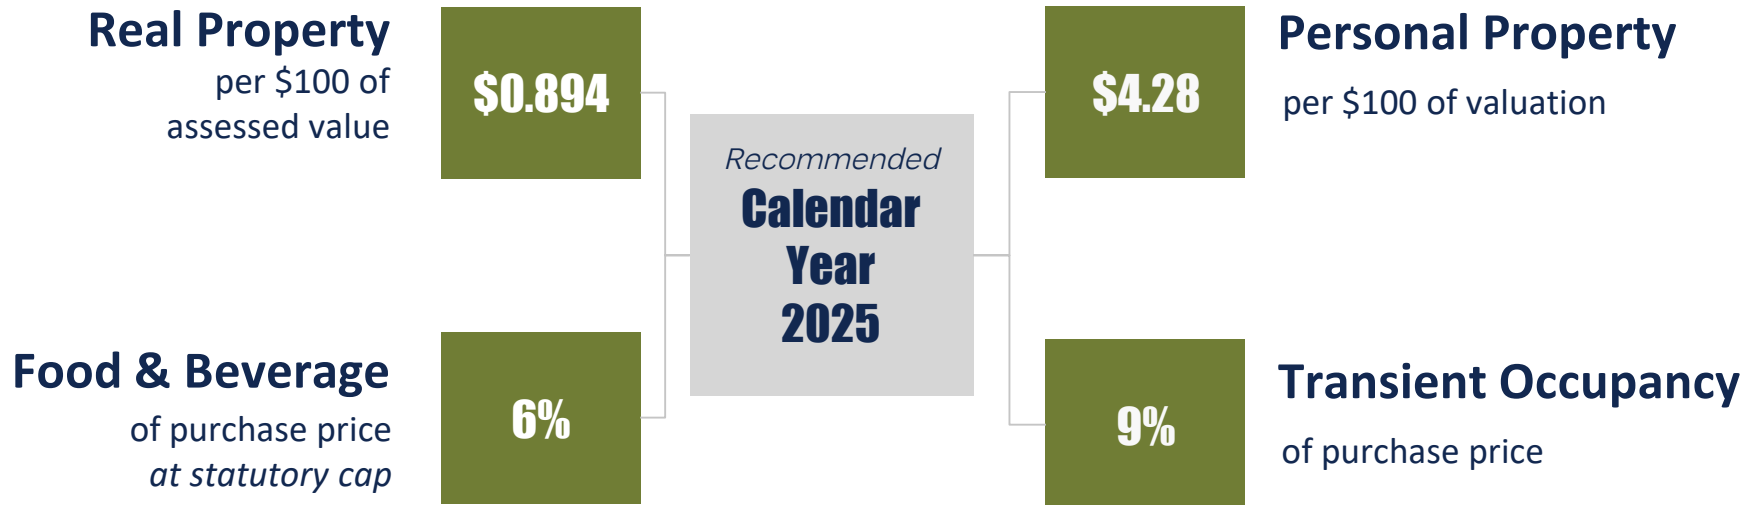 Real Property
per $100 of
assessed value
$0.894
Food & Beverage
of purchase price
at statutory cap
6%
Recommended
Calendar
Year
2025
$4.28
Personal Property
per $100 of valuation
9%
Transient Occupancy
of purchase price